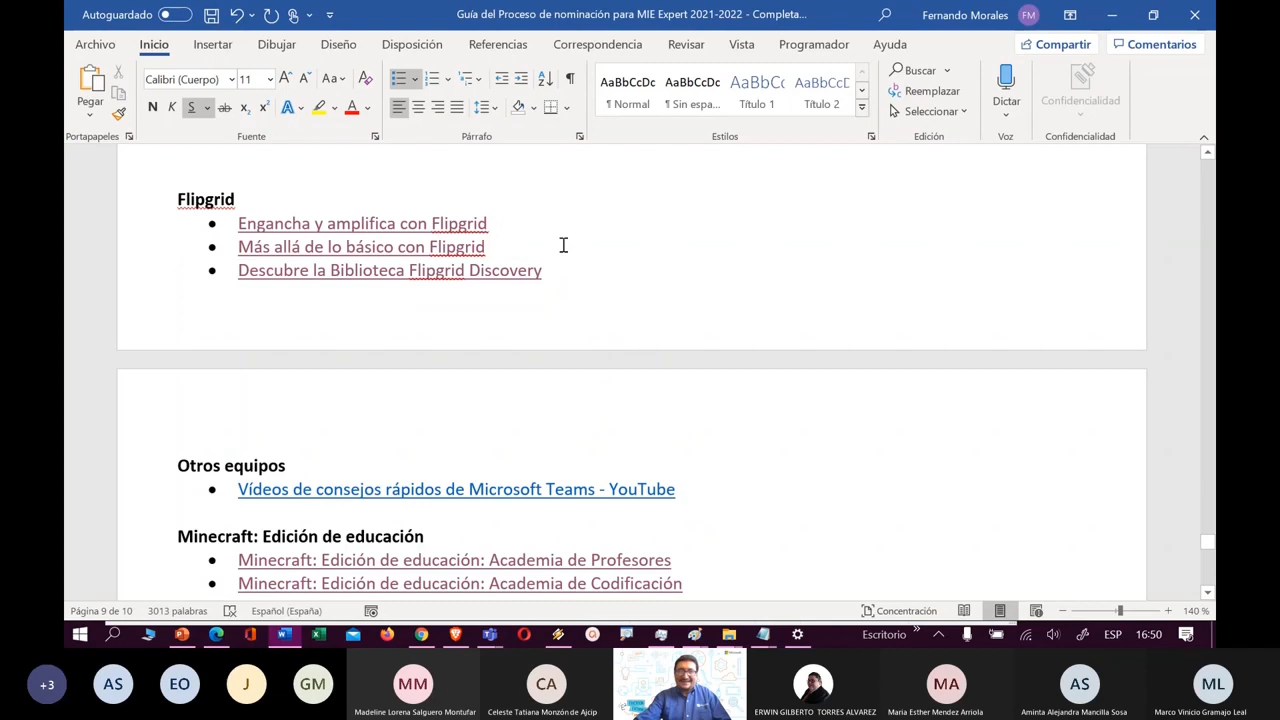 Autoguardado
Guía del Proceso de nominación para MIE Expert 2021-2022 - Completa...
Fernando Morales
FM
Archivo
Inicio
Insertar
Dibujar
Diseño
Disposición
Referencias
Correspondencia
Revisar
Vista
Programador
Ayuda
Compartir
Comentarios
Pegar
Calibri (Cuerpo)
11
Aa
N K S ab x₂ x²
AaBbCcDc
¶ Normal
AaBbCcDc
¶ Sin espa...
AaBbCc
Título 1
AaBbCcC
Título 2
Buscar
Reemplazar
Seleccionar
Dictar
Confidencialidad
Portapapeles
Fuente
Párrafo
Estilos
Edición
Voz
Confidencialidad
Flipgrid
• Engancha y amplifica con Flipgrid
• Más allá de lo básico con Flipgrid
• Descubre la Biblioteca Flipgrid Discovery
Otros equipos
• Vídeos de consejos rápidos de Microsoft Teams - YouTube
Minecraft: Edición de educación
• Minecraft: Edición de educación: Academia de Profesores
• Minecraft: Edición de educación: Academia de Codificación
Página 9 de 10
3013 palabras
Español (España)
Concentración
140 %
Escritorio
ESP
16:50
+3
AS
EO
J
GM
MM
Madeline Lorena Salguero Montufar
CA
Celeste Tatiana Monzón de Ajcip
ERWIN GILBERTO TORRES ALVAREZ
MA
Maria Esther Mendez Arriola
AS
Aminta Alejandra Mancilla Sosa
ML
Marco Vinicio Gramajo Leal